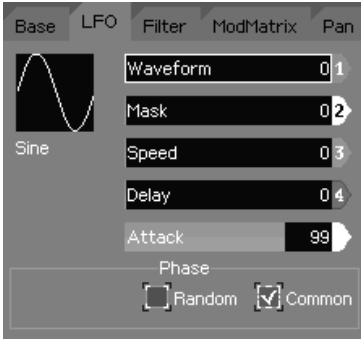 Base LFO Filter ModMatrix Pan
Waveform 0 1
Mask 0 2
Sine Speed 0 3
Delay 0 4
Attack 99
Phase
Random Common